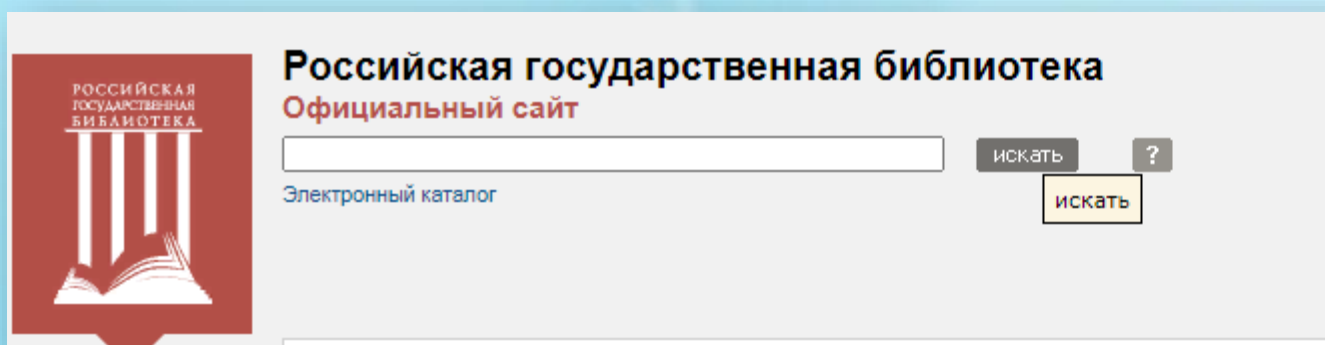 РОССИЙСКАЯ
ГОСУДАРСТВЕННАЯ
БИБЛИОТЕКА
Российская государственная библиотека
Официальный сайт
искать
?
Электронный каталог
искать